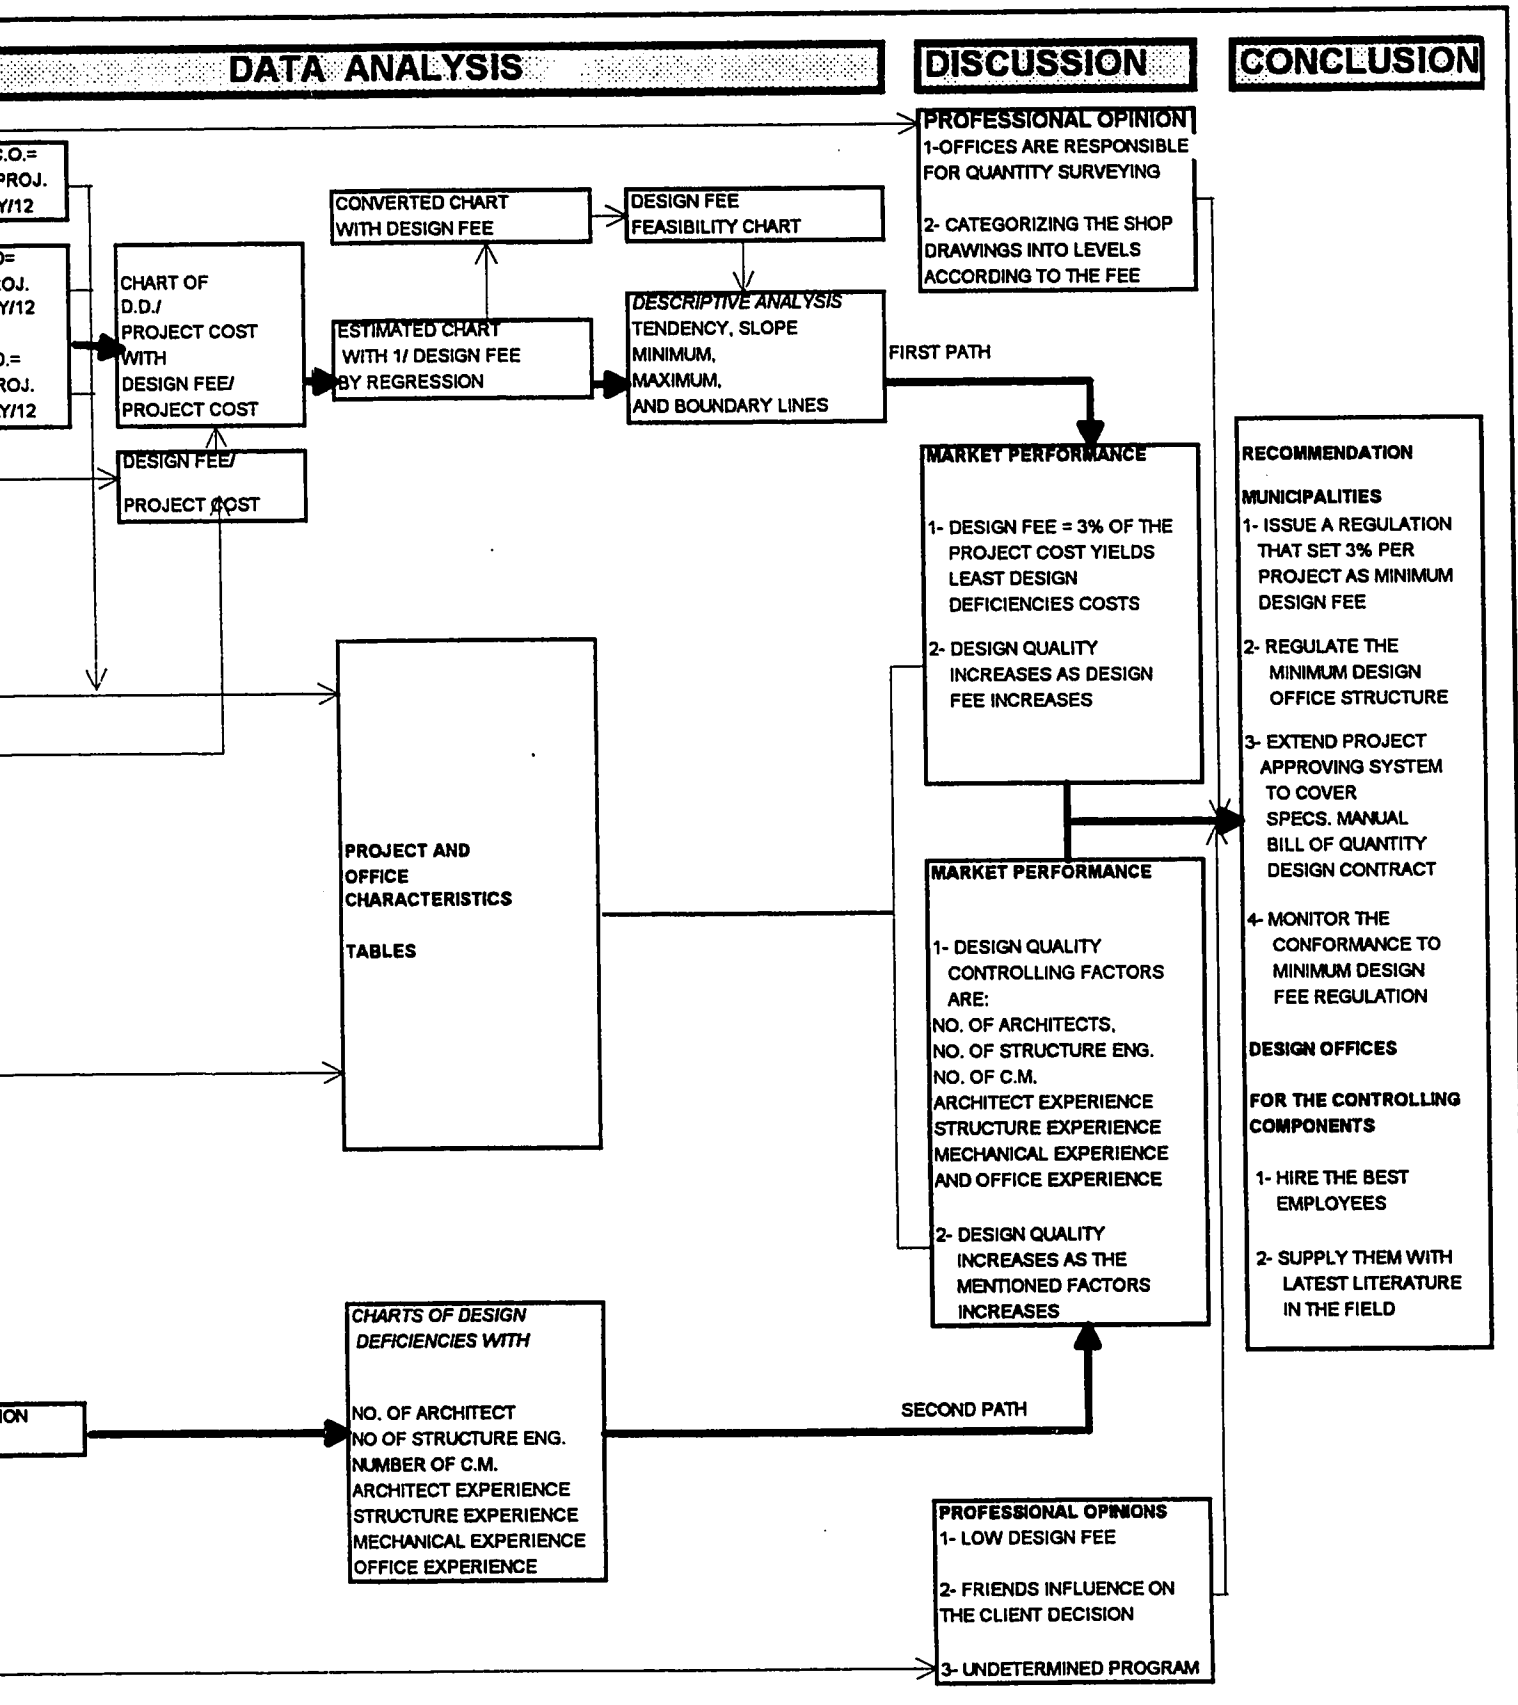 DATA ANALYSIS
DISCUSSION
CONCLUSION
C.O.=
PROJ.
Y/12
O=
OJ.
Y/12
O.=
ROJ.
Y/12
CHART OF
D.D./
PROJECT COST
WITH
DESIGN FEE/
PROJECT COST
DESIGN FEE/
PROJECT COST
CONVERTED CHART
WITH DESIGN FEE
DESIGN FEE
FEASIBILITY CHART
ESTIMATED CHART
WITH 1/ DESIGN FEE
BY REGRESSION
DESCRIPTIVE ANALYSIS
TENDENCY, SLOPE
MINIMUM,
MAXIMUM,
AND BOUNDARY LINES
FIRST PATH
PROJECT AND
OFFICE
CHARACTERISTICS
TABLES
ION
CHARTS OF DESIGN
DEFICIENCIES WITH
NO. OF ARCHITECT
NO OF STRUCTURE ENG.
NUMBER OF C.M.
ARCHITECT EXPERIENCE
STRUCTURE EXPERIENCE
MECHANICAL EXPERIENCE
OFFICE EXPERIENCE
SECOND PATH
PROFESSIONAL OPINION
1-OFFICES ARE RESPONSIBLE
FOR QUANTITY SURVEYING
2- CATEGORIZING THE SHOP
DRAWINGS INTO LEVELS
ACCORDING TO THE FEE
MARKET PERFORMANCE
1- DESIGN FEE = 3% OF THE
PROJECT COST YIELDS
LEAST DESIGN
DEFICIENCIES COSTS
2- DESIGN QUALITY
INCREASES AS DESIGN
FEE INCREASES
MARKET PERFORMANCE
1- DESIGN QUALITY
CONTROLLING FACTORS
ARE:
NO. OF ARCHITECTS,
NO. OF STRUCTURE ENG.
NO. OF C.M.
ARCHITECT EXPERIENCE
STRUCTURE EXPERIENCE
MECHANICAL EXPERIENCE
AND OFFICE EXPERIENCE
2- DESIGN QUALITY
INCREASES AS THE
MENTIONED FACTORS
INCREASES
PROFESSIONAL OPINIONS
1- LOW DESIGN FEE
2- FRIENDS INFLUENCE ON
THE CLIENT DECISION
3- UNDETERMINED PROGRAM
RECOMMENDATION
MUNICIPALITIES
1- ISSUE A REGULATION
THAT SET 3% PER
PROJECT AS MINIMUM
DESIGN FEE
2- REGULATE THE
MINIMUM DESIGN
OFFICE STRUCTURE
3- EXTEND PROJECT
APPROVING SYSTEM
TO COVER
SPECS. MANUAL
BILL OF QUANTITY
DESIGN CONTRACT
4- MONITOR THE
CONFORMANCE TO
MINIMUM DESIGN
FEE REGULATION
DESIGN OFFICES
FOR THE CONTROLLING
COMPONENTS
1- HIRE THE BEST
EMPLOYEES
2- SUPPLY THEM WITH
LATEST LITERATURE
IN THE FIELD